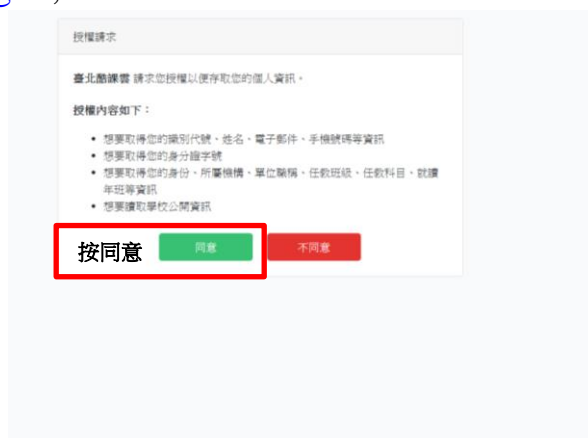 授權請求
臺北酷課雲 請求您授權以便存取您的個人資訊。
授權內容如下：
• 想要取得您的識別代號、姓名、電子郵件、手機號碼等資訊
• 想要取得您的身分證字號
• 想要取得您的身份、所屬機構、單位職稱、任教班級、任教科目、就讀
年班等資訊
• 想要讀取學校公開資訊
按同意 同意 不同意